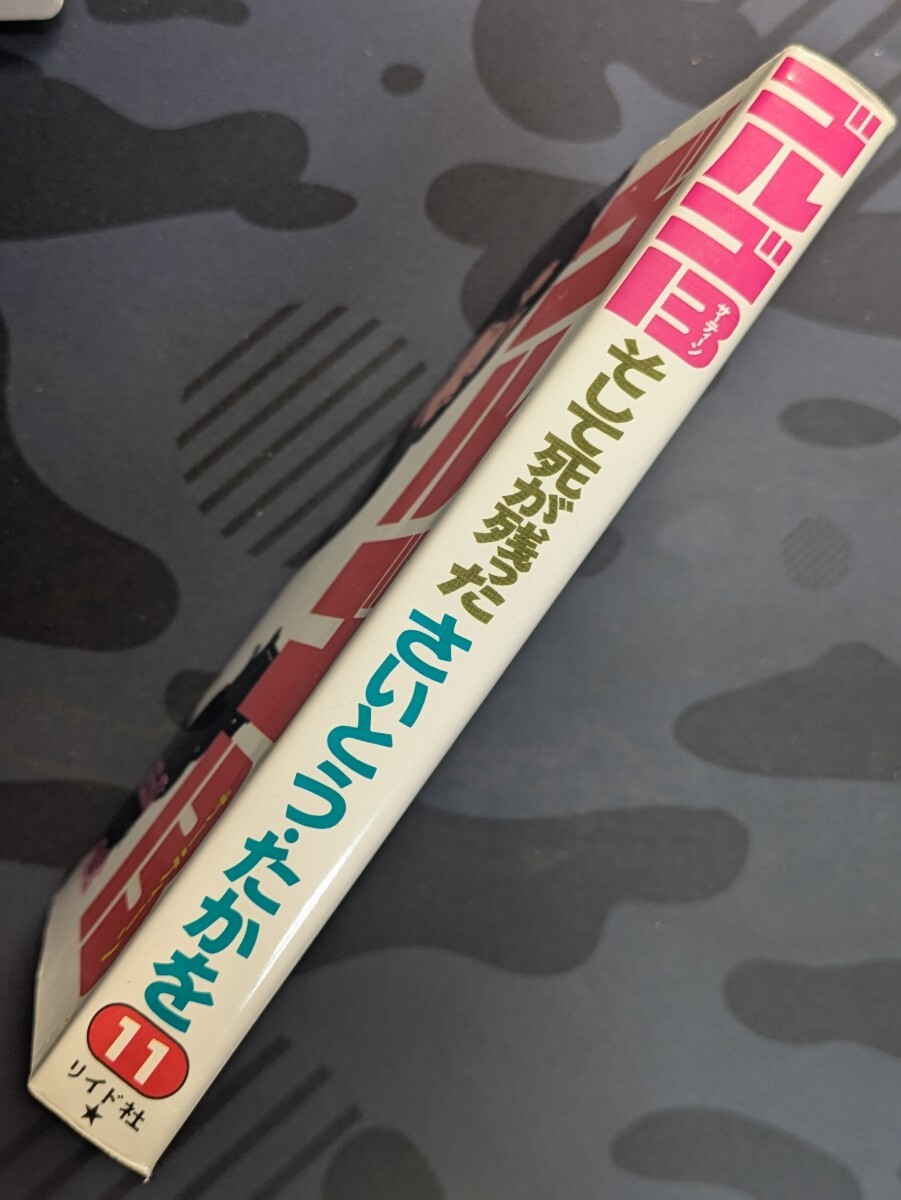 ゴルゴ13
サーティーン
そして死が残った
さいとう・たかを
11
リイド社
★